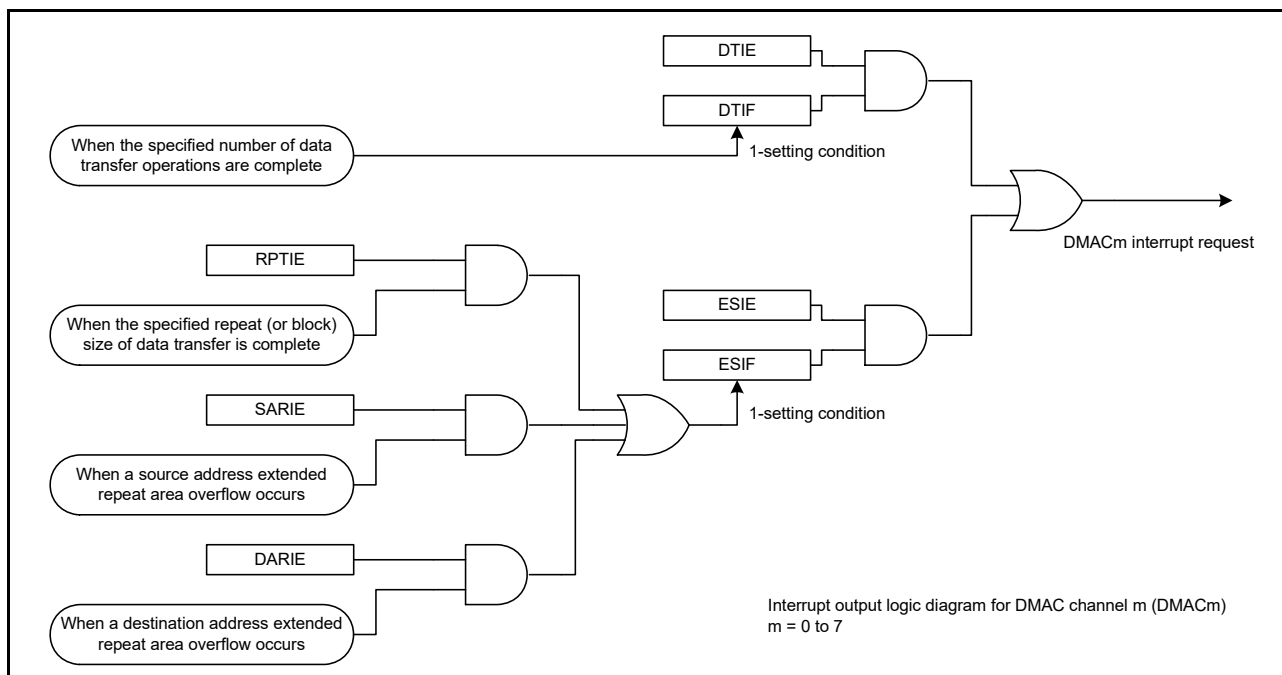 DTIE
DTIF
When the specified number of data
transfer operations are complete
1-setting condition
DMACm interrupt request
RPTIE
When the specified repeat (or block)
size of data transfer is complete
ESIE
ESIF
1-setting condition
SARIE
When a source address extended
repeat area overflow occurs
DARIE
When a destination address extended
repeat area overflow occurs
Interrupt output logic diagram for DMAC channel m (DMACm)
m = 0 to 7